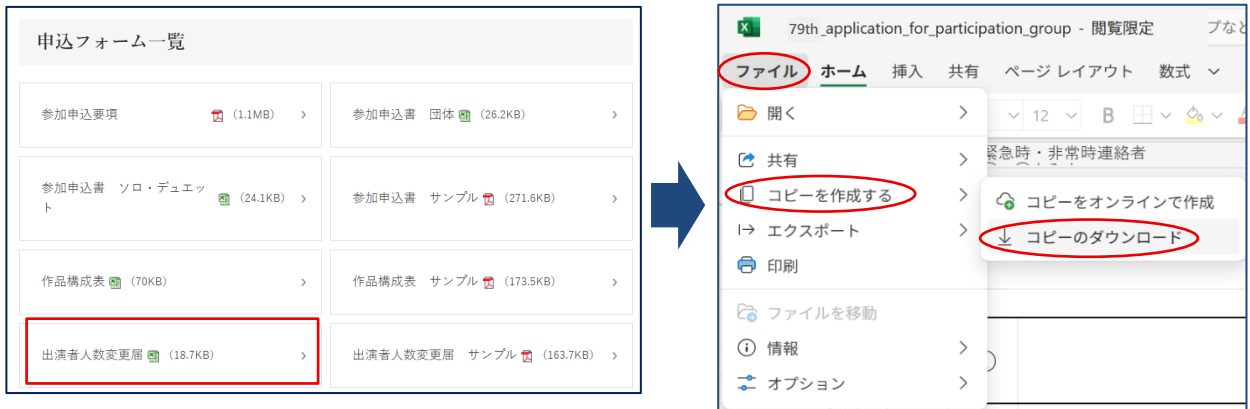 申込フォーム一覧
参加申込要項 (1.1MB)
参加申込書 団体 (26.2KB)
参加申込書 ソロ・デュエッ
ト (24.1KB)
参加申込書 サンプル (271.6KB)
作品構成表 (70KB)
作品構成表 サンプル (173.5KB)
出演者人数変更届 (18.7KB)
出演者人数変更届 サンプル (163.7KB)
79th_application_for_participation_group - 閲覧限定
プなど
ファイル ホーム 挿入 共有 ページ レイアウト 数式
開く
12 B
共有
緊急時・非常時連絡者
コピーを作成する
コピーをオンラインで作成
エクスポート
コピーのダウンロード
印刷
ファイルを移動
情報
オプション